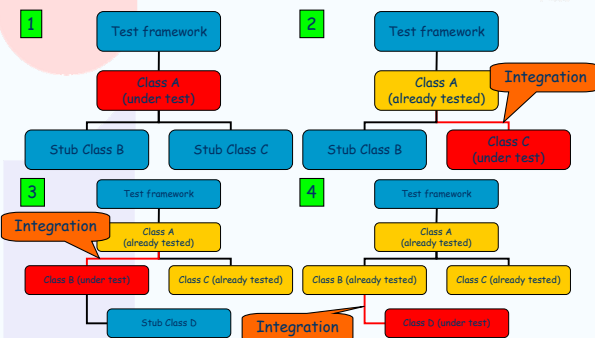 1
Test framework
Class A
(under test)
Stub Class B
Stub Class C
2
Test framework
Class A
(already tested)
Integration
Stub Class B
Class C
(under test)
3
Test framework
Integration
Class A
(already tested)
Class B (under test)
Class C (already tested)
Stub Class D
4
Test framework
Class A
(already tested)
Class B (already tested)
Class C (already tested)
Integration
Class D (under test)